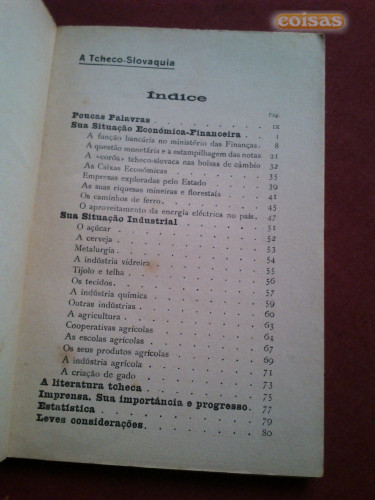 coisas
A Tcheco-Slovaquia
Índice
Pág.
Poucas Palavras . . . . . . . . IX
Sua Situação Económica-Financeira . . . 1
A função bancária no ministério das Finanças. . 8
A questão monetária e a estampilhagem das notas 21
A «corôa» tcheco-slovaca nas bolsas de câmbio 32
As Caixas Económicas . . . . . . 35
Empresas exploradas pelo Estado . . . . 39
As suas riquesas mineiras e florestais . . . 41
Os caminhos de ferro. . . . . . . 45
O aproveitamento da energia eléctrica no país. . 47
Sua Situação Industrial . . . . . . 51
O açúcar . . . . . . . . 52
A cerveja . . . . . . . . 53
Metalurgia . . . . . . . . 54
A indústria vidreira . . . . . . . 55
Tijolo e telha . . . . . . . . 56
Os tecidos . . . . . . . . 57
A indústria química . . . . . . . 59
Outras indústrias . . . . . . . 60
A agricultura . . . . . . . . 63
Cooperativas agrícolas . . . . . . 64
As escolas agrícolas . . . . . . . 67
Os seus produtos agrícolas . . . . . 69
A indústria agrícola . . . . . . . 71
A criação de gado . . . . . . . 73
A literatura tcheca . . . . . . . 75
Imprensa. Sua importância e progresso. . . 77
Estatística . . . . . . . . 79
Leves considerações. . . . . . . 80